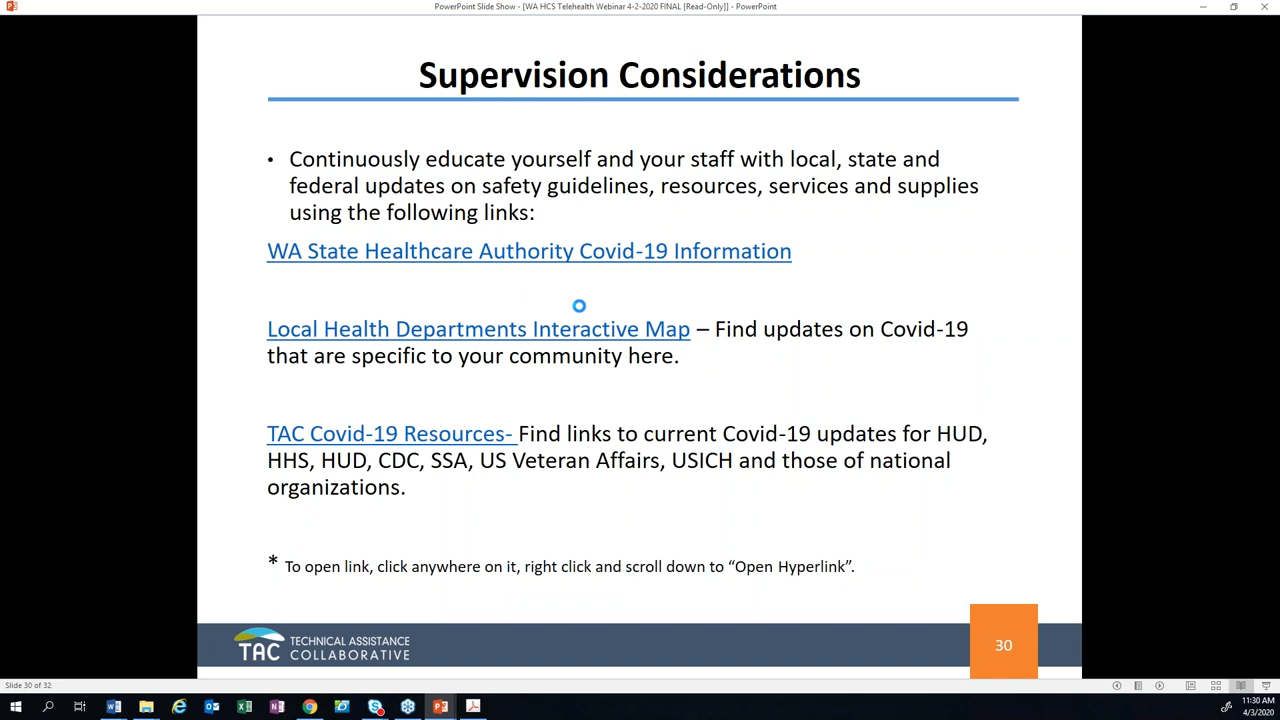 PowerPoint Slide Show - [WA HCS Telehealth Webinar 4-2-2020 FINAL [Read-Only]] - PowerPoint
Supervision Considerations
• Continuously educate yourself and your staff with local, state and
federal updates on safety guidelines, resources, services and supplies
using the following links:
WA State Healthcare Authority Covid-19 Information
Local Health Departments Interactive Map – Find updates on Covid-19
that are specific to your community here.
TAC Covid-19 Resources- Find links to current Covid-19 updates for HUD,
HHS, HUD, CDC, SSA, US Veteran Affairs, USICH and those of national
organizations.
* To open link, click anywhere on it, right click and scroll down to “Open Hyperlink”.
TAC
TECHNICAL ASSISTANCE
COLLABORATIVE
30
Slide 30 of 32
11:30 AM
4/3/2020